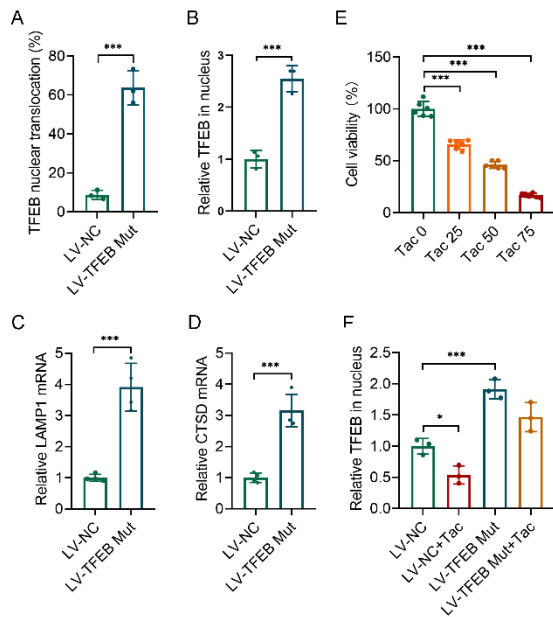 A
TFEB nuclear translocation (%)
80
60
40
20
0
***
LV-NC
LV-TFEB Mut
B
Relative TFEB in nucleus
3
2
1
0
***
LV-NC
LV-TFEB Mut
E
Cell viability (%)
150
100
50
0
***
***
***
Tac 0
Tac 25
Tac 50
Tac 75
C
Relative LAMP1 mRNA
5
4
3
2
1
0
***
LV-NC
LV-TFEB Mut
D
Relative CTSD mRNA
5
4
3
2
1
0
***
LV-NC
LV-TFEB Mut
F
Relative TFEB in nucleus
2.5
2.0
1.5
1.0
0.5
0.0
***
*
LV-NC
LV-NC+Tac
LV-TFEB Mut
LV-TFEB Mut+Tac